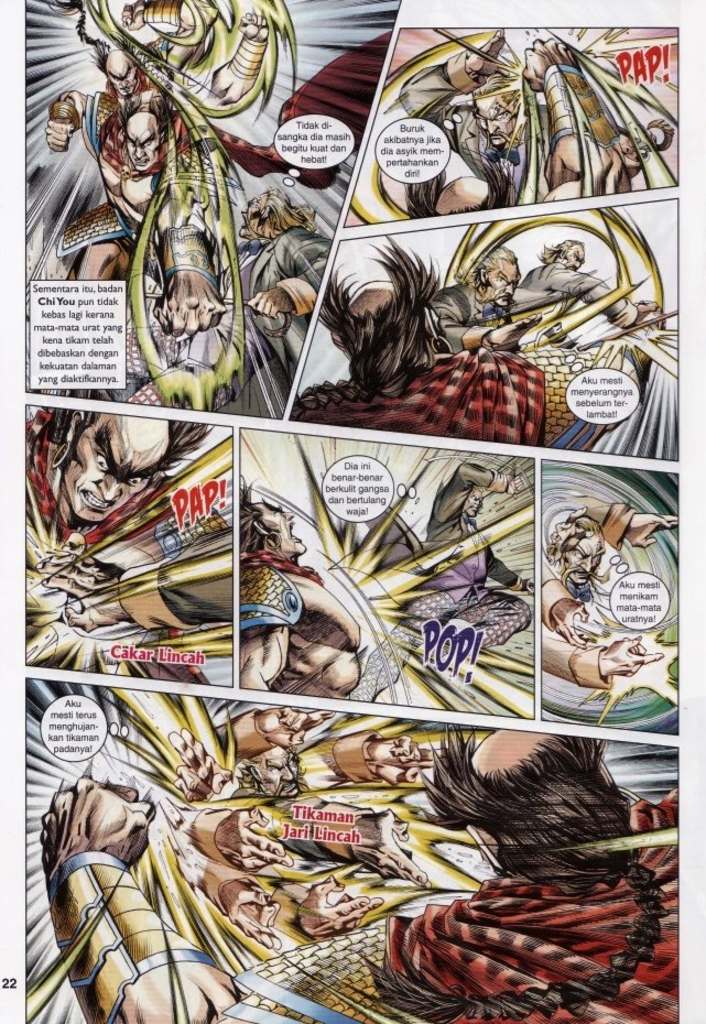 Tidak di-
sangka dia masih
begitu kuat dan
hebat!
Sementara itu, badan
Chi You pun tidak
kebas lagi kerana
mata-mata urat yang
kena tikam telah
dibebaskan dengan
kekuatan dalaman
yang diaktifkannya.
PAP!
Buruk
akibatnya jika
dia asyik mem-
pertahankan
diri!
Aku mesti
menyerangnya
sebelum ter-
lambat!
PAP!
Cakar Lincah
Dia ini
benar-benar
berkulit gangsa
dan bertulang
waja!
POP!
Aku mesti
menikam
mata-mata
uratnya!
Aku
mesti terus
menghujan-
kan tikaman
padanya!
Tikaman
Jari Lincah
22